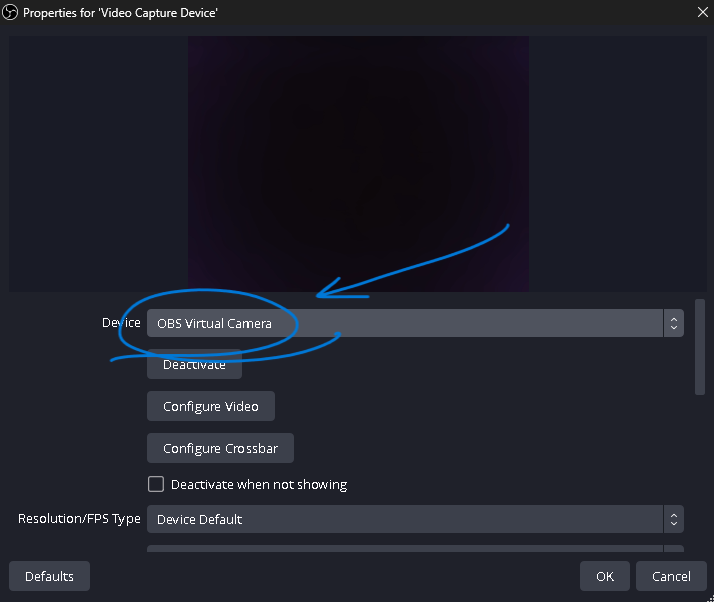 Properties for 'Video Capture Device'
Device
OBS Virtual Camera
Deactivate
Configure Video
Configure Crossbar
Deactivate when not showing
Resolution/FPS Type
Device Default
Defaults
OK
Cancel